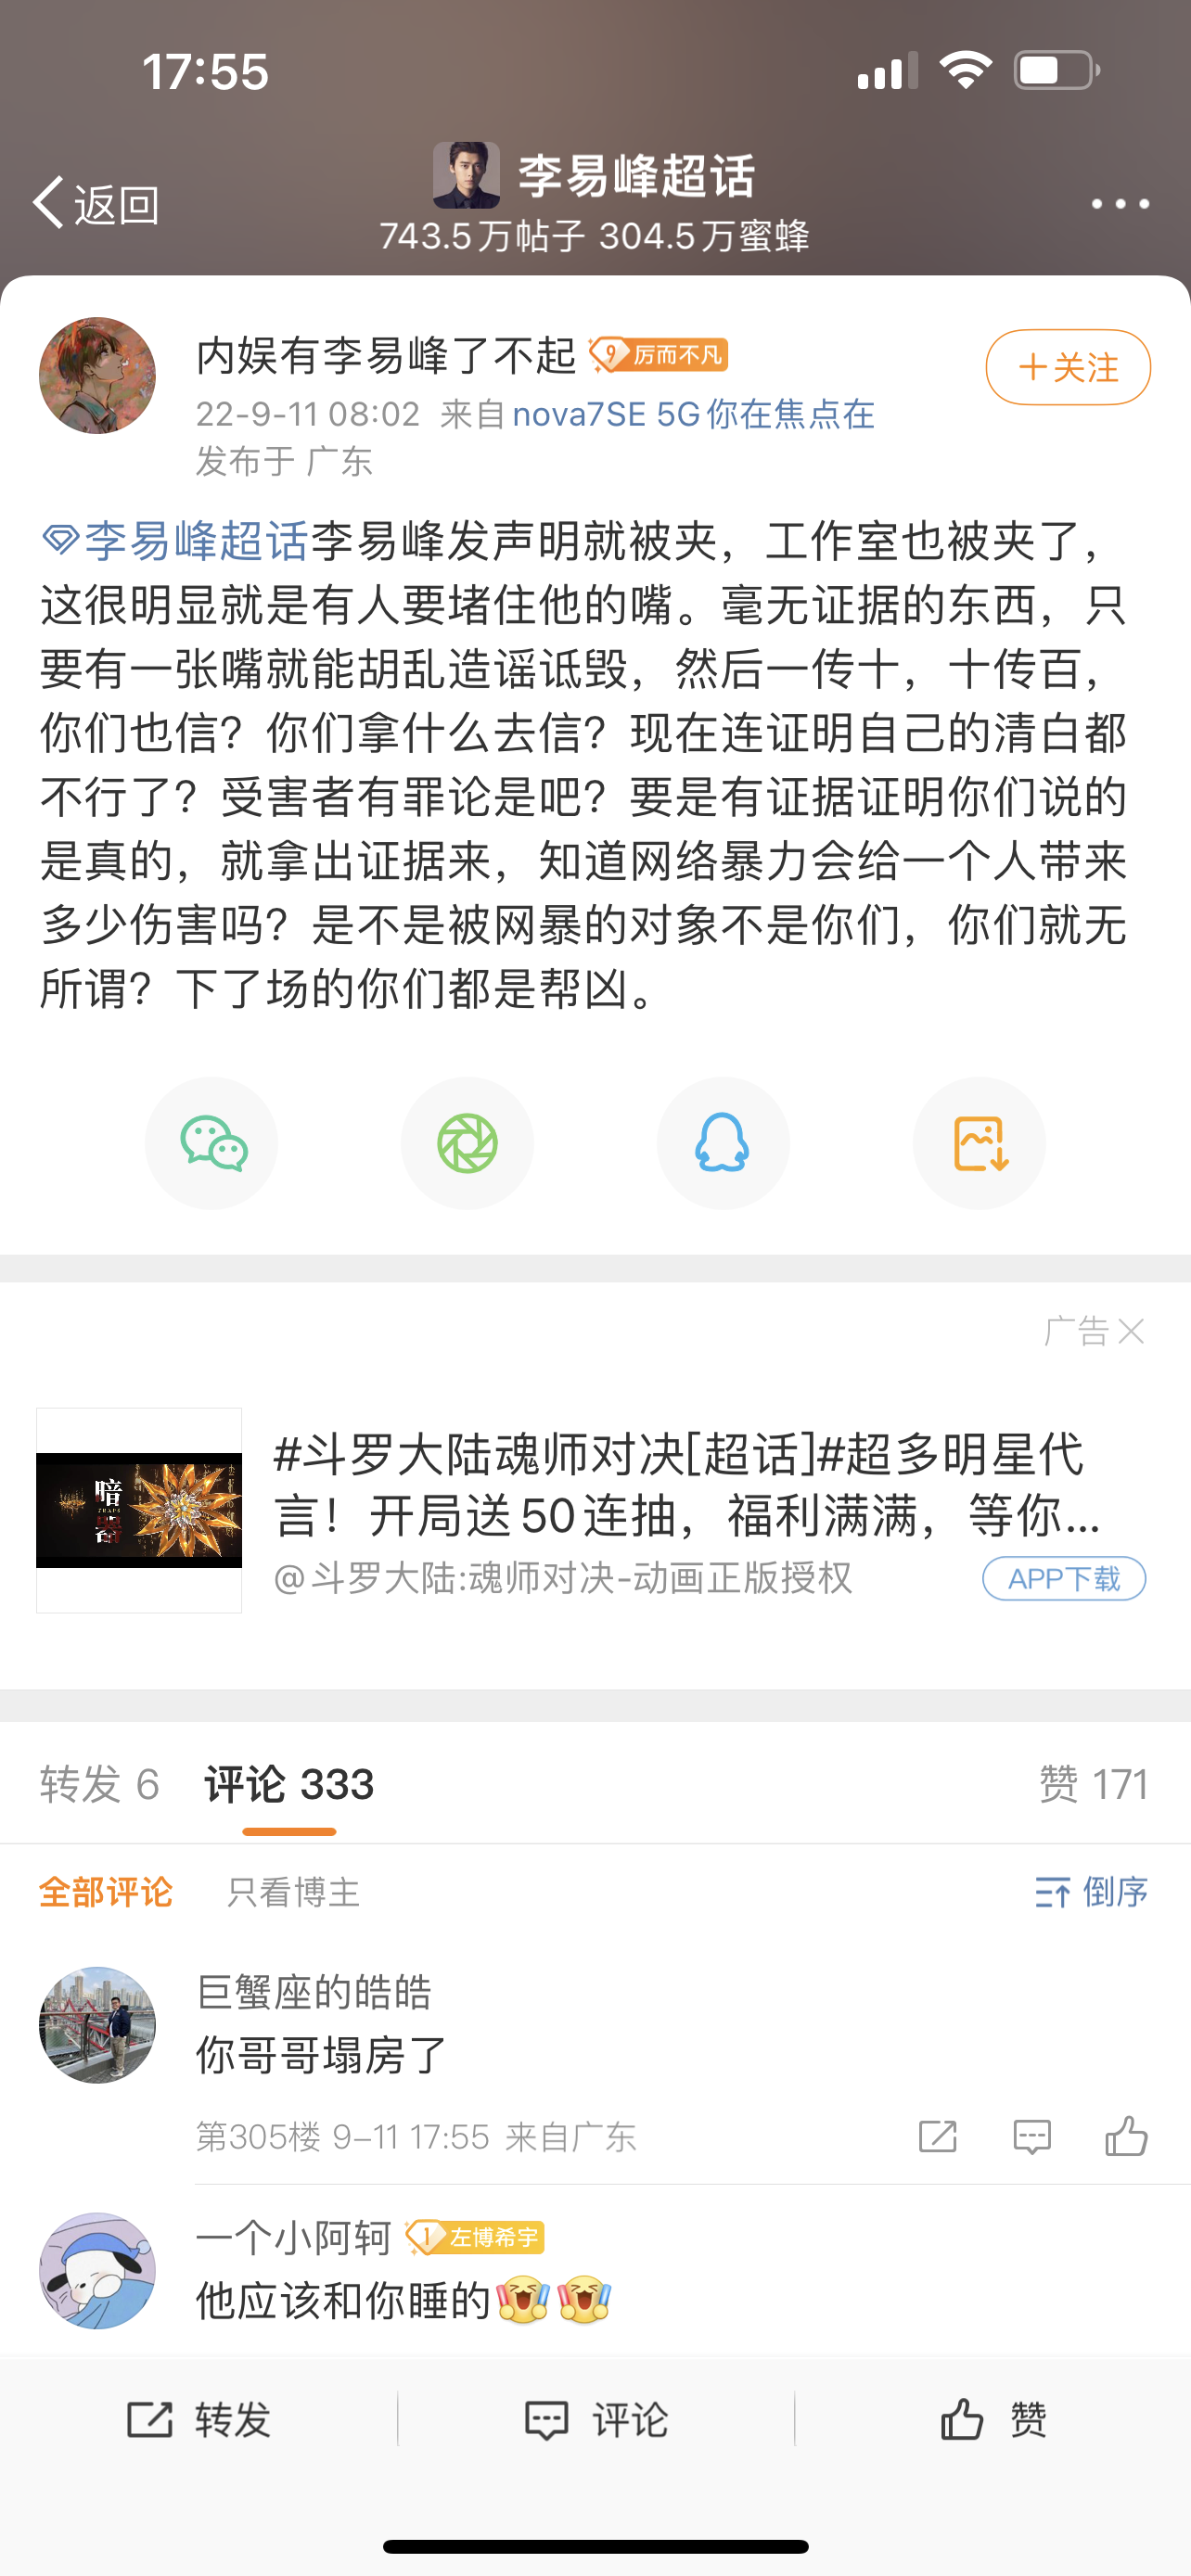 17:55
返回
李易峰超话
743.5万帖子 304.5万蜜蜂
内娱有李易峰了不起 9 厉而不凡
+关注
22-9-11 08:02 来自nova7SE 5G你在焦点在
发布于 广东
李易峰超话李易峰发声明就被夹，工作室也被夹了，
这很明显就是有人要堵住他的嘴。毫无证据的东西，只
要有一张嘴就能胡乱造谣诋毁，然后一传十，十传百，
你们也信？你们拿什么去信？现在连证明自己的清白都
不行了？受害者有罪论是吧？要是有证据证明你们说的
是真的，就拿出证据来，知道网络暴力会给一个人带来
多少伤害吗？是不是被网暴的对象不是你们，你们就无
所谓？下了场的你们都是帮凶。
广告
暗器
#斗罗大陆魂师对决[超话]#超多明星代
言！开局送50连抽，福利满满，等你...
@斗罗大陆:魂师对决-动画正版授权
APP下载
转发 6 评论 333 赞 171
全部评论 只看博主 倒序
巨蟹座的皓皓
你哥哥塌房了
第305楼 9-11 17:55 来自广东
一个小阿轲 1 左博希宇
他应该和你睡的
转发 评论 赞